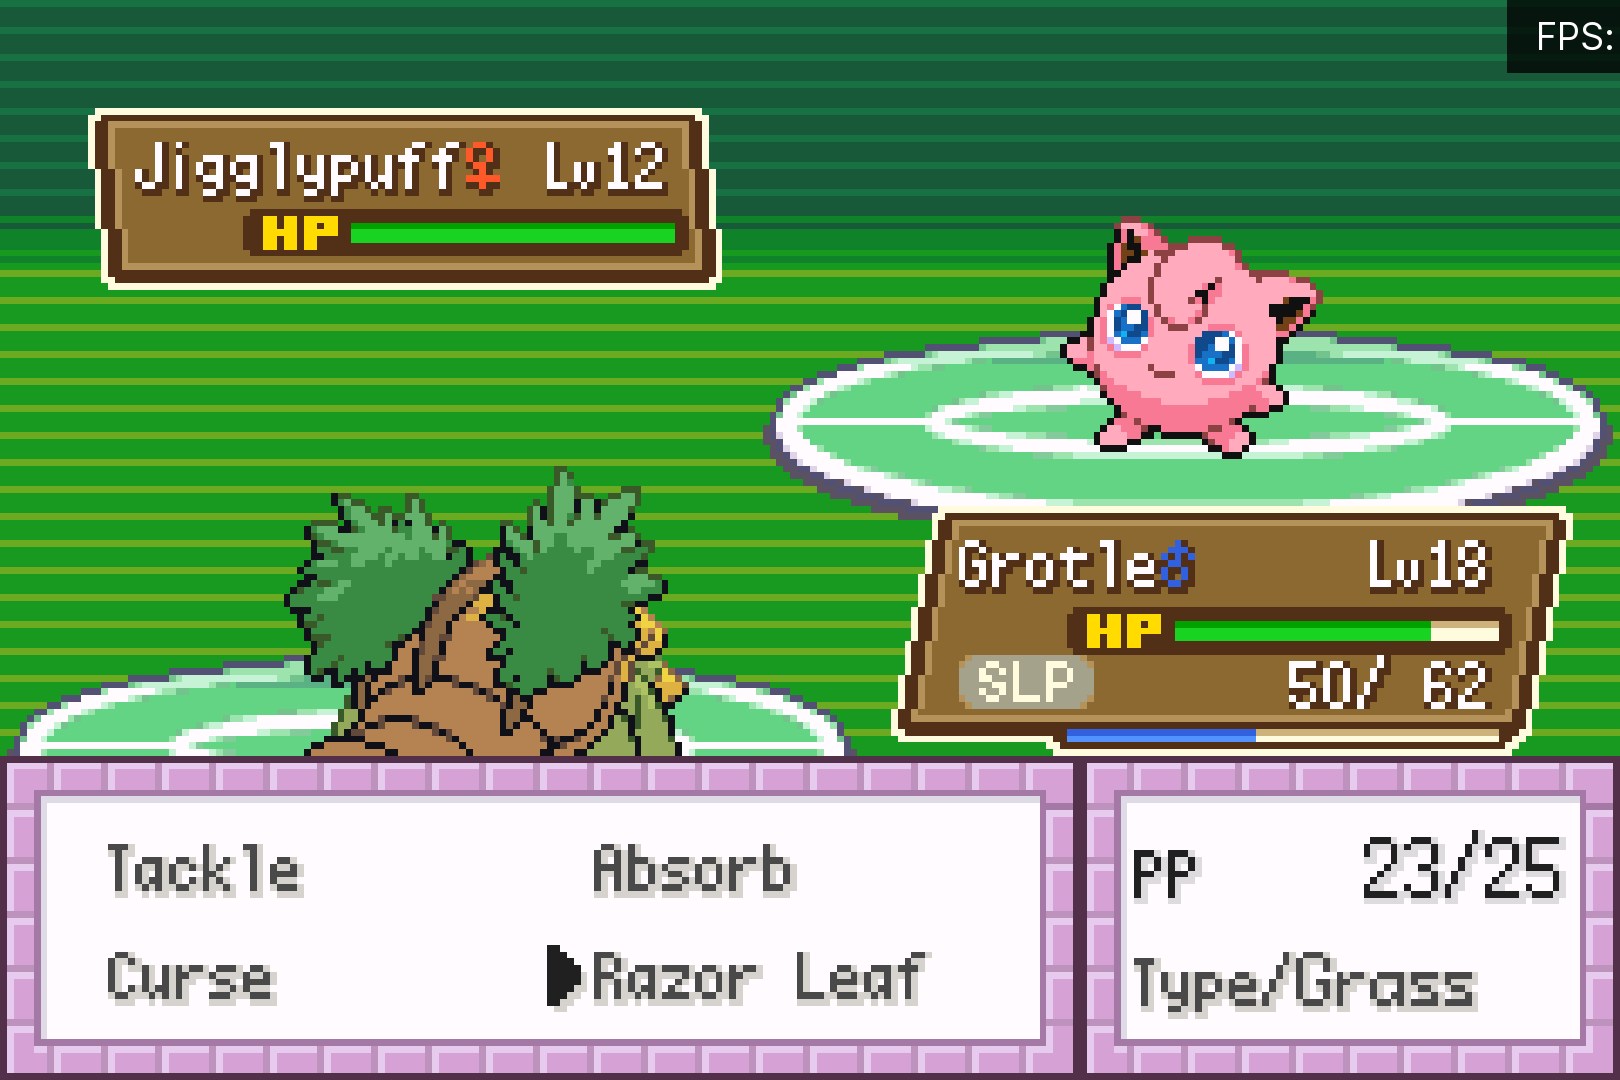 FPS:
Jigglypuff♀ Lv12
HP
Grotle♂ Lv18
HP
SLP 50/ 62
Tackle Absorb
Curse ▶Razor Leaf
PP 23/25
Type/Grass